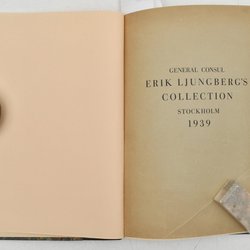 GENERAL CONSUL
ERIK LJUNGBERG'S
COLLECTION
STOCKHOLM
1939